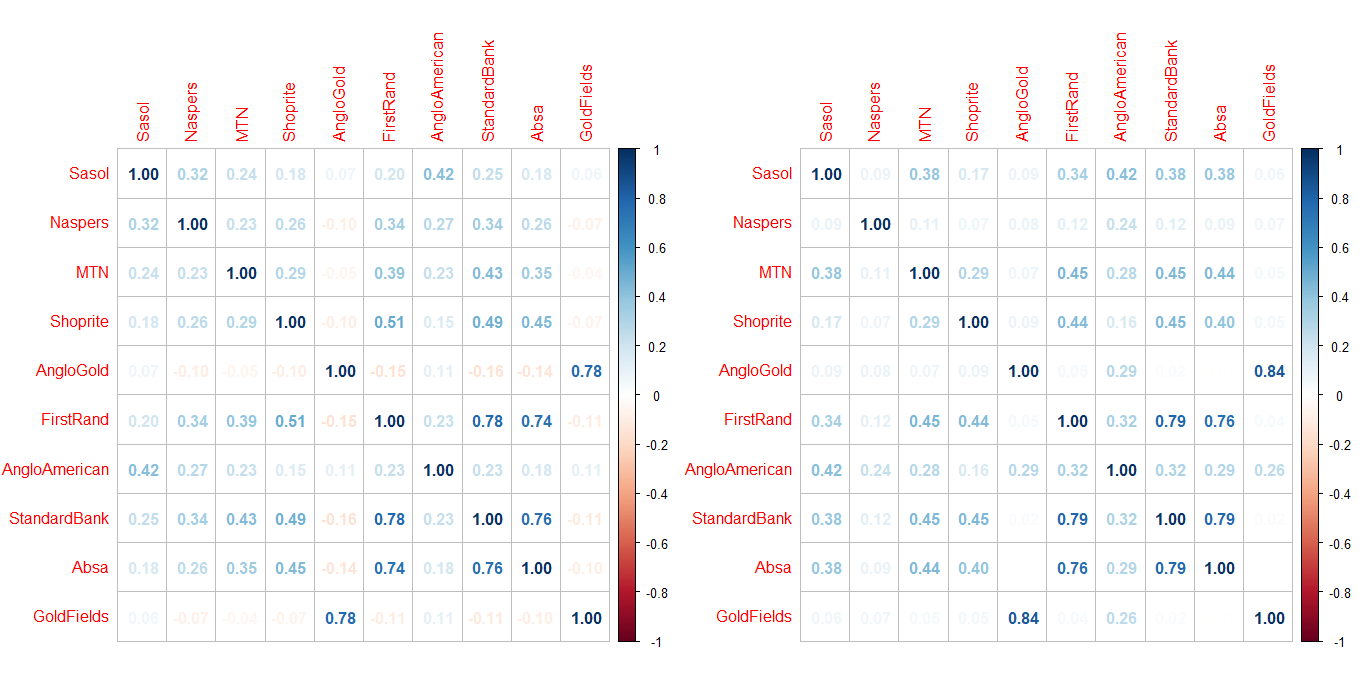 Sasol Naspers MTN Shoprite AngloGold FirstRand AngloAmerican StandardBank Absa GoldFields
Sasol 1.00 0.32 0.24 0.18 0.07 0.20 0.42 0.25 0.18 0.06
Naspers 0.32 1.00 0.23 0.26 -0.10 0.34 0.27 0.34 0.26 -0.07
MTN 0.24 0.23 1.00 0.29 -0.05 0.39 0.23 0.43 0.35 -0.04
Shoprite 0.18 0.26 0.29 1.00 -0.10 0.51 0.15 0.49 0.45 -0.07
AngloGold 0.07 -0.10 -0.05 -0.10 1.00 -0.15 0.11 -0.16 -0.14 0.78
FirstRand 0.20 0.34 0.39 0.51 -0.15 1.00 0.23 0.78 0.74 -0.11
AngloAmerican 0.42 0.27 0.23 0.15 0.11 0.23 1.00 0.23 0.18 0.11
StandardBank 0.25 0.34 0.43 0.49 -0.16 0.78 0.23 1.00 0.76 -0.11
Absa 0.18 0.26 0.35 0.45 -0.14 0.74 0.18 0.76 1.00 -0.10
GoldFields 0.06 -0.07 -0.04 -0.07 0.78 -0.11 0.11 -0.11 -0.10 1.00
1
0.8
0.6
0.4
0.2
0
-0.2
-0.4
-0.6
-0.8
-1
Sasol Naspers MTN Shoprite AngloGold FirstRand AngloAmerican StandardBank Absa GoldFields
Sasol 1.00 0.09 0.38 0.17 0.09 0.34 0.42 0.38 0.38 0.06
Naspers 0.09 1.00 0.11 0.07 0.08 0.12 0.24 0.12 0.09 0.07
MTN 0.38 0.11 1.00 0.29 0.07 0.45 0.28 0.45 0.44 0.05
Shoprite 0.17 0.07 0.29 1.00 0.09 0.44 0.16 0.45 0.40 0.05
AngloGold 0.09 0.08 0.07 0.09 1.00 0.05 0.29 0.84
FirstRand 0.34 0.12 0.45 0.44 0.05 1.00 0.32 0.79 0.76 0.04
AngloAmerican 0.42 0.24 0.28 0.16 0.29 0.32 1.00 0.32 0.29 0.26
StandardBank 0.38 0.12 0.45 0.45 0.79 0.32 1.00 0.79
Absa 0.38 0.09 0.44 0.40 0.76 0.29 0.79 1.00
GoldFields 0.06 0.07 0.05 0.05 0.84 0.04 0.26 1.00
1
0.8
0.6
0.4
0.2
0
-0.2
-0.4
-0.6
-0.8
-1